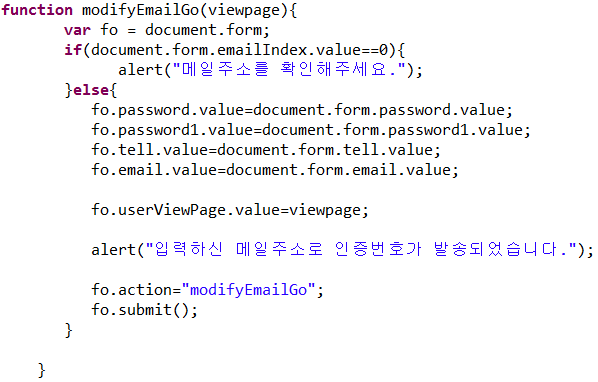 function modifyEmailGo(viewpage){
var fo = document.form;
if(document.form.emailIndex.value==0){
alert("메일주소를 확인해주세요.");
}else{
fo.password.value=document.form.password.value;
fo.password1.value=document.form.password1.value;
fo.tell.value=document.form.tell.value;
fo.email.value=document.form.email.value;
fo.userViewPage.value=viewpage;
alert("입력하신 메일주소로 인증번호가 발송되었습니다.");
fo.action="modifyEmailGo";
fo.submit();
}
}